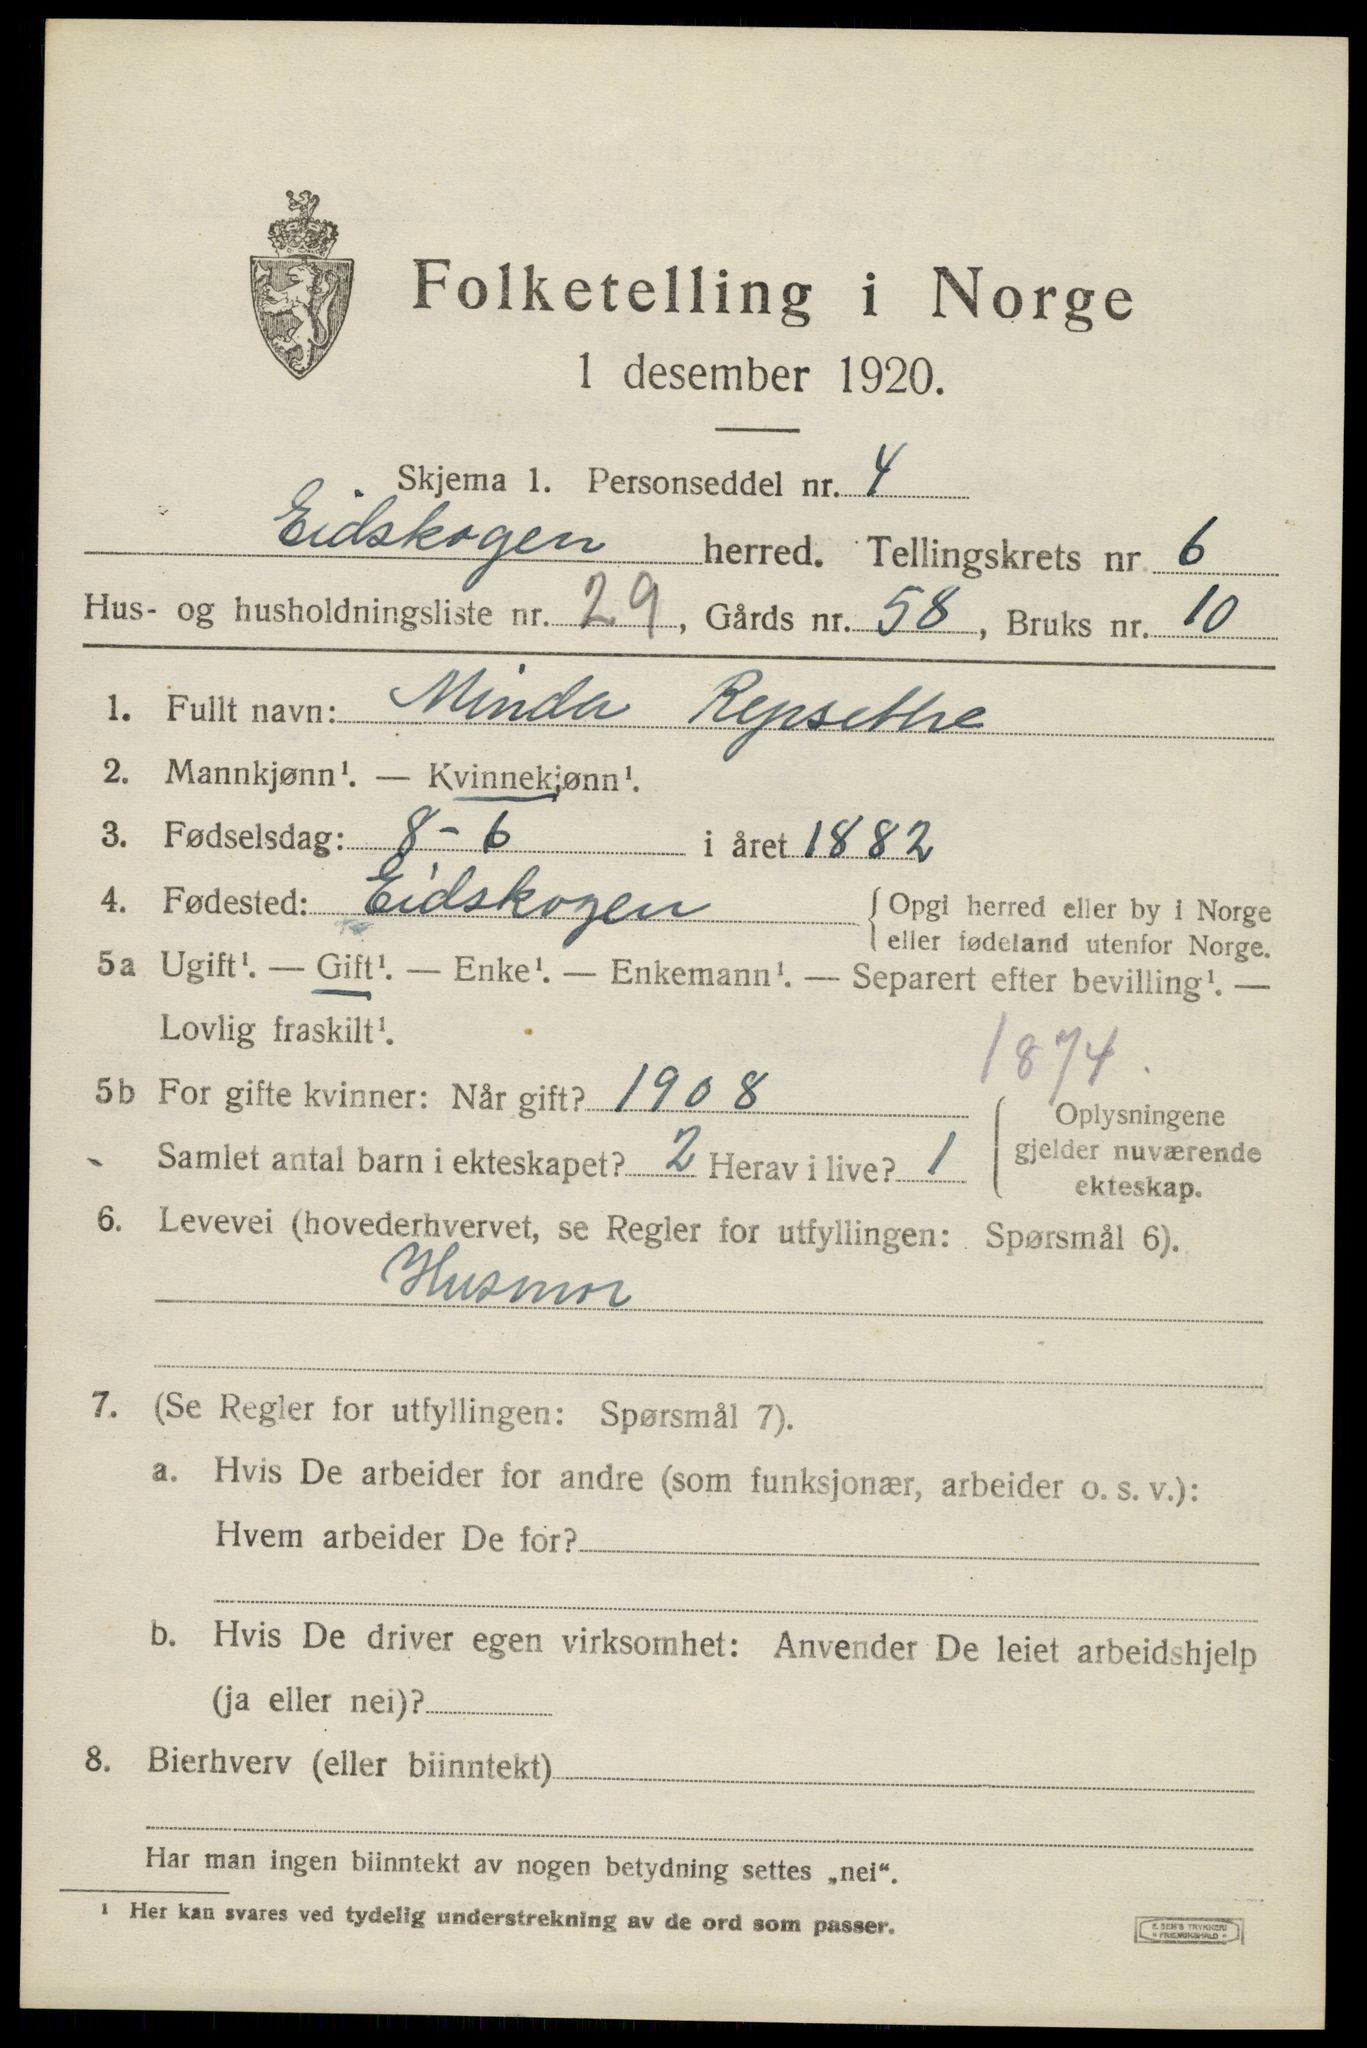 Folketelling i Norge
1 desember 1920.
Skjema 1. Personseddel nr. 4
Eidskogen herred. Tellingskrets nr. 6
Hus- og husholdningsliste nr. 29, Gårds nr. 58, Bruks nr. 10
1. Fullt navn: Minda Repsethe
2. Mannkjønn¹. — Kvinnekjønn¹.
3. Fødselsdag: 8-6 i året 1882
4. Fødested: Eidskogen { Opgi herred eller by i Norge
eller fødeland utenfor Norge.
5a Ugift¹. — Gift¹. — Enke¹. — Enkemann¹. — Separert efter bevilling¹. —
Lovlig fraskilt¹.
1874.
5b For gifte kvinner: Når gift? 1908
Samlet antal barn i ekteskapet? 2 Herav i live? 1
{ Oplysningene
gjelder nuværende
ekteskap.
6. Levevei (hovederhvervet, se Regler for utfyllingen: Spørsmål 6).
Husmor
7. (Se Regler for utfyllingen: Spørsmål 7).
a. Hvis De arbeider for andre (som funksjonær, arbeider o. s. v.):
Hvem arbeider De for?
b. Hvis De driver egen virksomhet: Anvender De leiet arbeidshjelp
(ja eller nei)?
8. Bierhverv (eller biinntekt)
Har man ingen biinntekt av nogen betydning settes „nei“.
¹ Her kan svares ved tydelig understrekning av de ord som passer.
TRYKKERI
FREDRIKSHALD